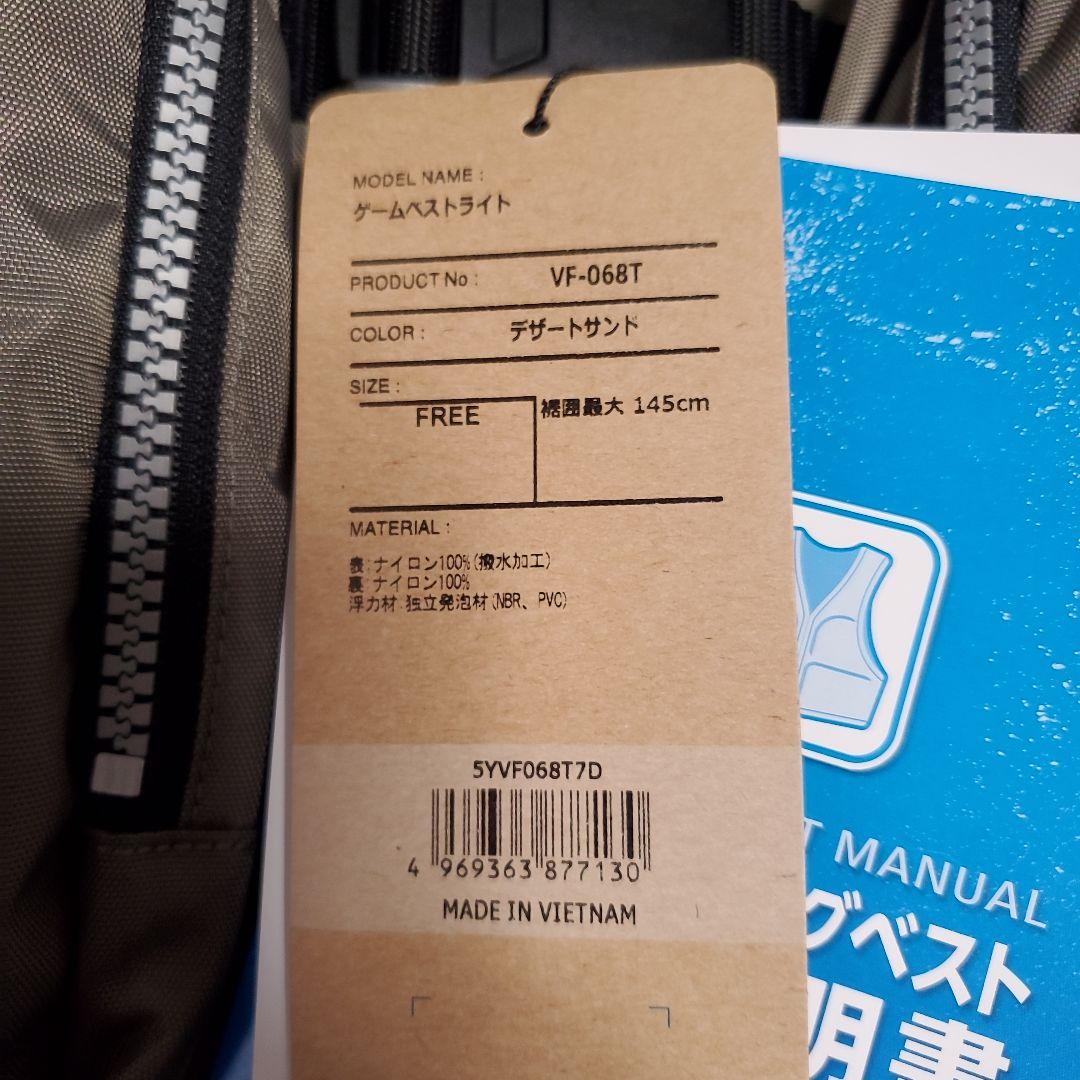 MODEL NAME :
ゲームベストライト
PRODUCT No : VF-068T
COLOR : デザートサンド
SIZE :
FREE 裾囲最大 145cm
MATERIAL :
表:ナイロン100%(撥水加工)
裏:ナイロン100%
浮力材:独立発泡材(NBR、PVC)
5YVF068T7D
4 969363 877130
MADE IN VIETNAM
T MANUAL
グベスト
明書